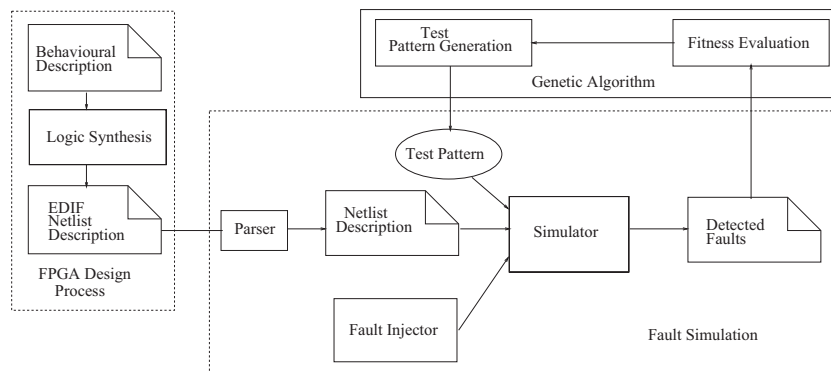 Behavioural
Description
Logic Synthesis
EDIF
Netlist
Description
FPGA Design
Process
Test
Pattern Generation
Fitness Evaluation
Genetic Algorithm
Test Pattern
Parser
Netlist
Description
Simulator
Detected
Faults
Fault Injector
Fault Simulation